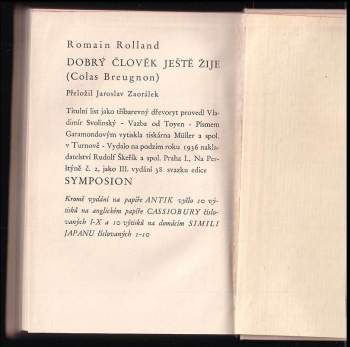 Romain Rolland
DOBRÝ ČLOVĚK JEŠTĚ ŽIJE
(Colas Breugnon)
Přeložil Jaroslav Zaorálek
Titulní list jako tříbarevný dřevoryt provedl Vla-
dimír Svolinský - Vazba od Toyen - Písmem
Garamondovým vytiskla tiskárna Müller a spol.
v Turnově - Vydalo na podzim roku 1936 nakla-
datelství Rudolf Škeřík a spol. Praha I., Na Per-
štýně č. 2, jako III. vydání 38. svazku edice
SYMPOSION
Kromě vydání na papíře ANTIK vyšlo 10 vý-
tisků na anglickém papíře CASSIOBURY číslo-
vaných I-X a 10 výtisků na domácím SIMILI
JAPANU číslovaných 1-10